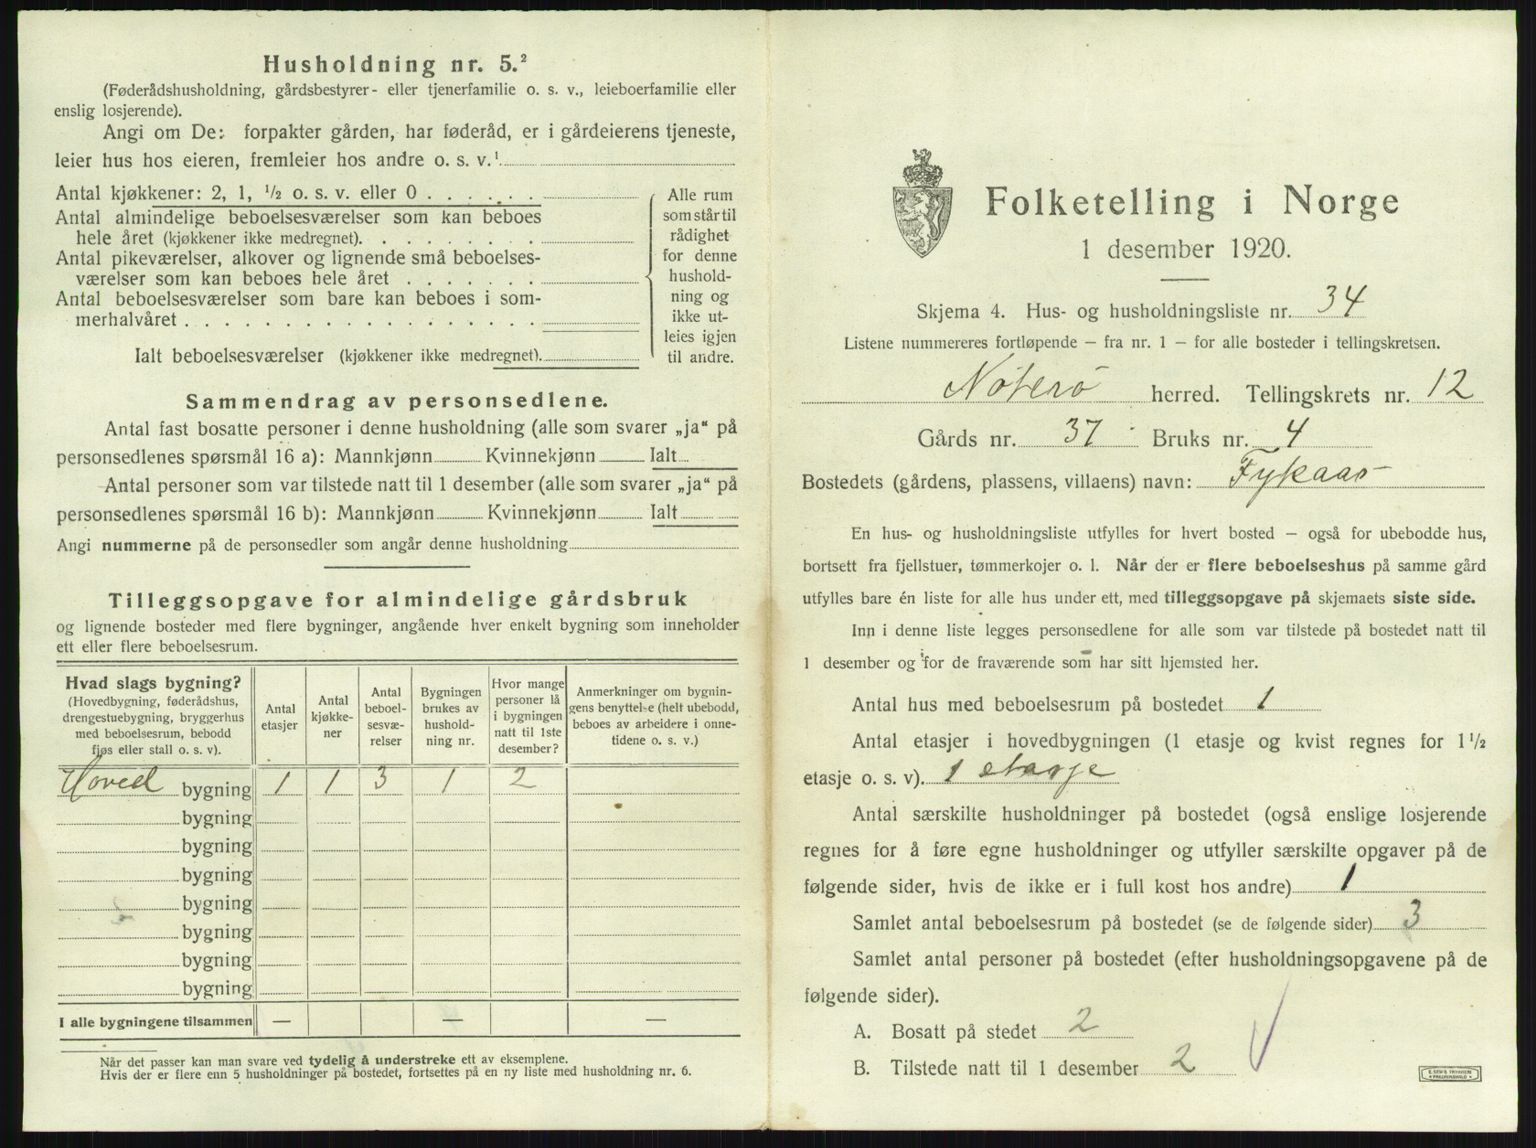 Husholdning nr. 5.²
(Føderådshusholdning, gårdsbestyrer- eller tjenerfamilie o. s. v., leieboerfamilie eller
enslig losjerende).
Angi om De: forpakter gården, har føderåd, er i gårdeierens tjeneste,
leier hus hos eieren, fremleier hos andre o. s. v.¹
Antal kjøkkener: 2, 1, ½ o. s. v. eller 0 . . . . . .
Antal almindelige beboelsesværelser som kan beboes
hele året (kjøkkener ikke medregnet). . . . . . . . .
Antal pikeværelser, alkover og lignende små beboelses-
værelser som kan beboes hele året . . . . . . .
Antal beboelsesværelser som bare kan beboes i som-
merhalvåret . . . . . . . . . . . . . . . . .
Ialt beboelsesværelser (kjøkkener ikke medregnet).
Alle rum
som står til
rådighet
for denne
hushold-
ning og
ikke ut-
leies igjen
til andre.
Sammendrag av personsedlene.
Antal fast bosatte personer i denne husholdning (alle som svarer „ja“ på
personsedlenes spørsmål 16 a): Mannkjønn Kvinnekjønn Ialt
Antal personer som var tilstede natt til 1 desember (alle som svarer „ja“ på
personsedlenes spørsmål 16 b): Mannkjønn Kvinnekjønn Ialt
Angi nummerne på de personsedler som angår denne husholdning
Tilleggsopgave for almindelige gårdsbruk
og lignende bosteder med flere bygninger, angående hver enkelt bygning som inneholder
ett eller flere beboelsesrum.
Hvad slags bygning?
(Hovedbygning, føderådshus,
drengestuebygning, bryggerhus
med beboelsesrum, bebodd
fjøs eller stall o. s. v).
Antal
etasjer
Antal
kjøkke-
ner
Antal
beboel-
sesvæ-
relser
Bygningen
brukes av
hushold-
ning nr.
Hvor mange
personer lå
i bygningen
natt til 1ste
desember?
Anmerkninger om bygnin-
gens benyttelse (helt ubebodd,
beboes av arbeidere i onne-
tidene o. s. v.)
Hoved bygning 1 1 3 1 2
bygning
bygning
bygning
bygning
bygning
bygning
bygning
I alle bygningene tilsammen — — —
Når det passer kan man svare ved tydelig å understreke ett av eksemplene.
Hvis der er flere enn 5 husholdninger på bostedet, fortsettes på en ny liste med husholdning nr. 6.
Folketelling i Norge
1 desember 1920.
Skjema 4. Hus- og husholdningsliste nr. 34
Listene nummereres fortløpende — fra nr. 1 — for alle bosteder i tellingskretsen.
Nøterø herred. Tellingskrets nr. 12
Gårds nr. 37 Bruks nr. 4
Bostedets (gårdens, plassens, villaens) navn: Fykaas
En hus- og husholdningsliste utfylles for hvert bosted — også for ubebodde hus,
bortsett fra fjellstuer, tømmerkojer o. l. Når der er flere beboelseshus på samme gård
utfylles bare én liste for alle hus under ett, med tilleggsopgave på skjemaets siste side.
Inn i denne liste legges personsedlene for alle som var tilstede på bostedet natt til
1 desember og for de fraværende som har sitt hjemsted her.
Antal hus med beboelsesrum på bostedet 1
Antal etasjer i hovedbygningen (1 etasje og kvist regnes for 1½
etasje o. s. v). 1 etasje
Antal særskilte husholdninger på bostedet (også enslige losjerende
regnes for å føre egne husholdninger og utfyller særskilte opgaver på de
følgende sider, hvis de ikke er i full kost hos andre) 1
Samlet antal beboelsesrum på bostedet (se de følgende sider) 3
Samlet antal personer på bostedet (efter husholdningsopgavene på de
følgende sider).
A. Bosatt på stedet 2
B. Tilstede natt til 1 desember 2